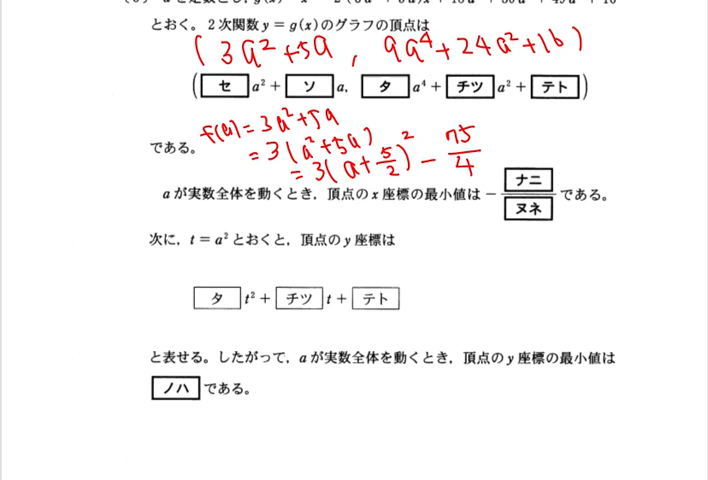 とおく。2次関数 y = g(x) のグラフの頂点は
(3a²+5a, 9a⁴+24a²+16)
(セ a² + ソ a, タ a⁴ + チツ a² + テト)
f(a)=3a²+5a
である。
=3(a²+5a)
=3(a+5/2)² - 75/4
a が実数全体を動くとき，頂点の x 座標の最小値は − ナニ/ヌネ である。
次に，t = a² とおくと，頂点の y 座標は
タ t² + チツ t + テト
と表せる。したがって，a が実数全体を動くとき，頂点の y 座標の最小値は
ノハ である。